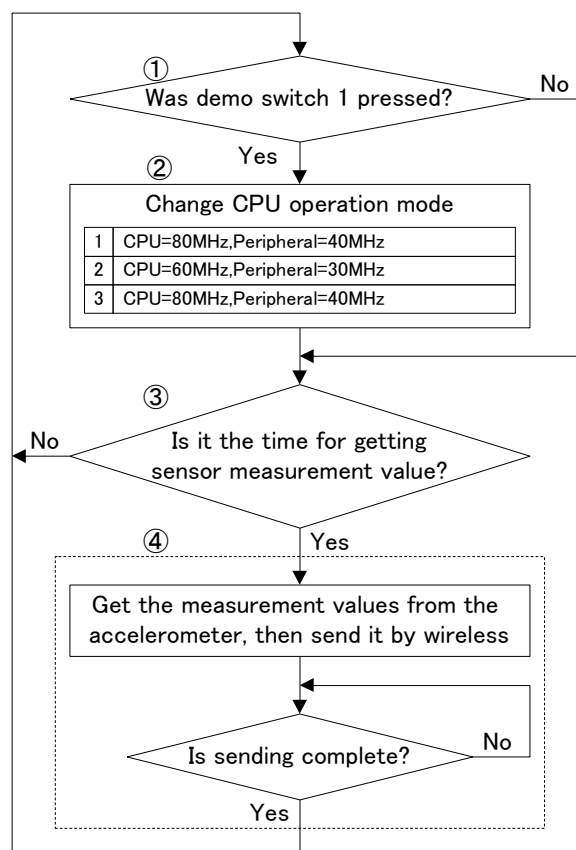 ①
Was demo switch 1 pressed?
No
Yes
②
Change CPU operation mode
1 CPU=80MHz,Peripheral=40MHz
2 CPU=60MHz,Peripheral=30MHz
3 CPU=80MHz,Peripheral=40MHz
③
No
Is it the time for getting
sensor measurement value?
Yes
④
Get the measurement values from the
accelerometer, then send it by wireless
Is sending complete?
No
Yes